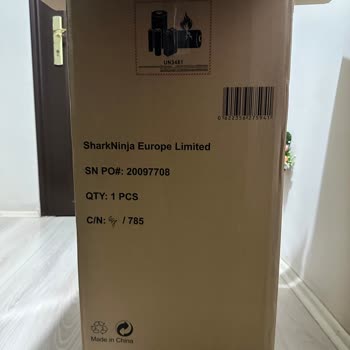 UN3481
SharkNinja Europe Limited
SN PO#: 20097708
QTY: 1 PCS
C/N: / 785
Made in China